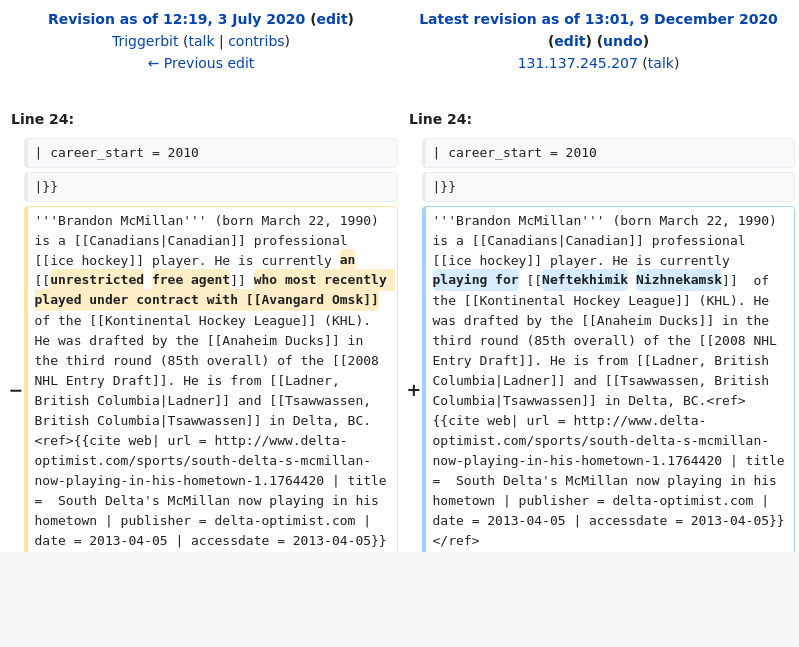 Revision as of 12:19, 3 July 2020 (edit)
Triggerbit (talk | contribs)
← Previous edit
Latest revision as of 13:01, 9 December 2020
(edit) (undo)
131.137.245.207 (talk)
Line 24:
Line 24:
| career_start = 2010
|}}
| career_start = 2010
|}}
−
'''Brandon McMillan''' (born March 22, 1990)
is a [[Canadians|Canadian]] professional
[[ice hockey]] player. He is currently an
[[unrestricted free agent]] who most recently
played under contract with [[Avangard Omsk]]
of the [[Kontinental Hockey League]] (KHL).
He was drafted by the [[Anaheim Ducks]] in
the third round (85th overall) of the [[2008
NHL Entry Draft]]. He is from [[Ladner,
British Columbia|Ladner]] and [[Tsawwassen,
British Columbia|Tsawwassen]] in Delta, BC.
<ref>{{cite web| url = http://www.delta-
optimist.com/sports/south-delta-s-mcmillan-
now-playing-in-his-hometown-1.1764420 | title
=  South Delta's McMillan now playing in his
hometown | publisher = delta-optimist.com |
date = 2013-04-05 | accessdate = 2013-04-05}}
+
'''Brandon McMillan''' (born March 22, 1990)
is a [[Canadians|Canadian]] professional
[[ice hockey]] player. He is currently
playing for [[Neftekhimik Nizhnekamsk]]  of
the [[Kontinental Hockey League]] (KHL). He
was drafted by the [[Anaheim Ducks]] in the
third round (85th overall) of the [[2008 NHL
Entry Draft]]. He is from [[Ladner, British
Columbia|Ladner]] and [[Tsawwassen, British
Columbia|Tsawwassen]] in Delta, BC.<ref>
{{cite web| url = http://www.delta-
optimist.com/sports/south-delta-s-mcmillan-
now-playing-in-his-hometown-1.1764420 | title
=  South Delta's McMillan now playing in his
hometown | publisher = delta-optimist.com |
date = 2013-04-05 | accessdate = 2013-04-05}}
</ref>